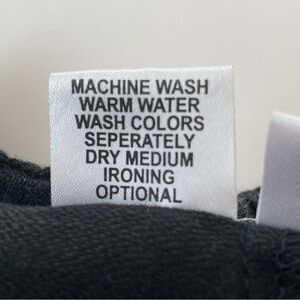 MACHINE WASH
WARM WATER
WASH COLORS
SEPERATELY
DRY MEDIUM
IRONING
OPTIONAL